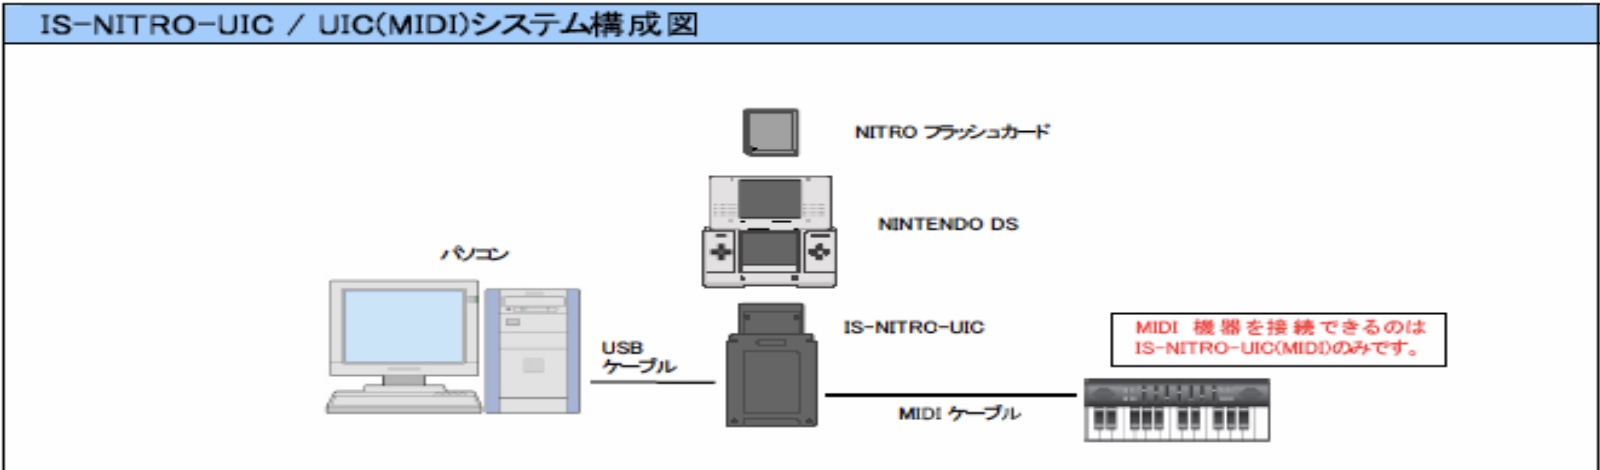 IS-NITRO-UIC / UIC(MIDI)システム構成図
NITRO フラッシュカード
NINTENDO DS
パソコン
IS-NITRO-UIC
MIDI 機器を接続できるのは
IS-NITRO-UIC(MIDI)のみです。
USB
ケーブル
MIDI ケーブル